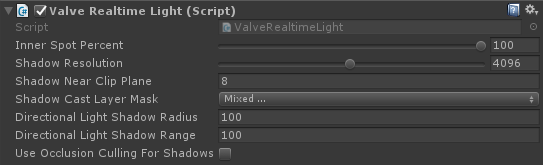 Valve Realtime Light (Script)
Script ValveRealtimeLight
Inner Spot Percent 100
Shadow Resolution 4096
Shadow Near Clip Plane 8
Shadow Cast Layer Mask Mixed ...
Directional Light Shadow Radius 100
Directional Light Shadow Range 100
Use Occlusion Culling For Shadows